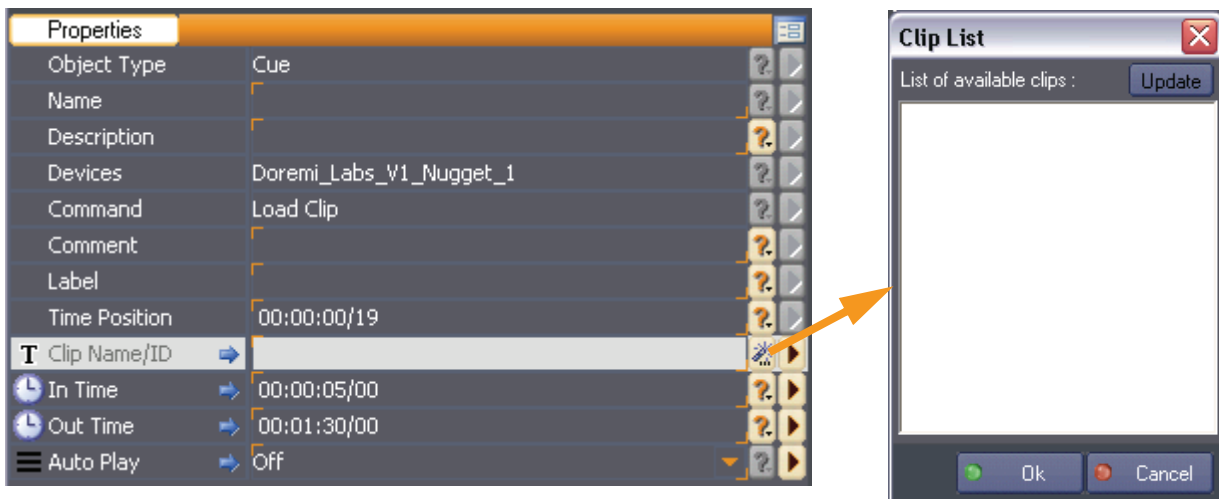 Properties
Object Type Cue
Name
Description
Devices Doremi_Labs_V1_Nugget_1
Command Load Clip
Comment
Label
Time Position 00:00:00/19
T Clip Name/ID
In Time 00:00:05/00
Out Time 00:01:30/00
Auto Play Off
Clip List
List of available clips : Update
Ok Cancel